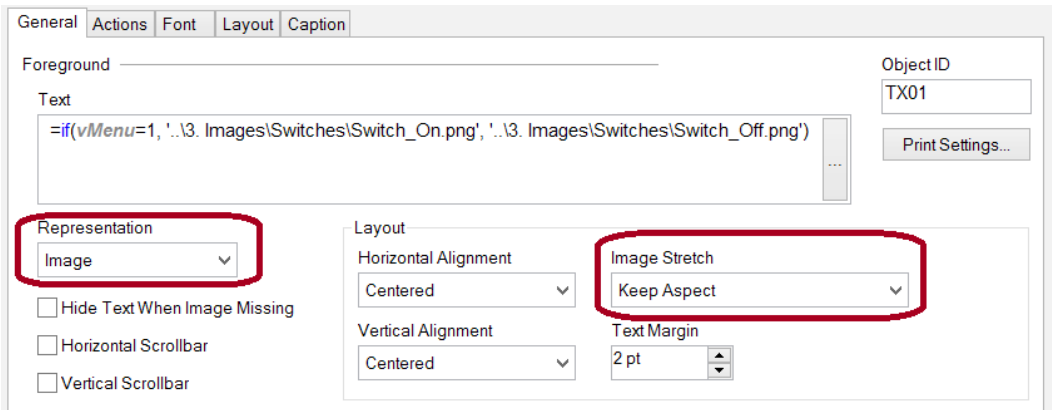 General Actions Font Layout Caption
Foreground
Object ID
Text
TX01
=if(vMenu=1, '..\3. Images\Switches\Switch_On.png', '..\3. Images\Switches\Switch_Off.png')
Print Settings...
...
Representation
Image
Hide Text When Image Missing
Horizontal Scrollbar
Vertical Scrollbar
Layout
Horizontal Alignment
Centered
Vertical Alignment
Centered
Image Stretch
Keep Aspect
Text Margin
2 pt